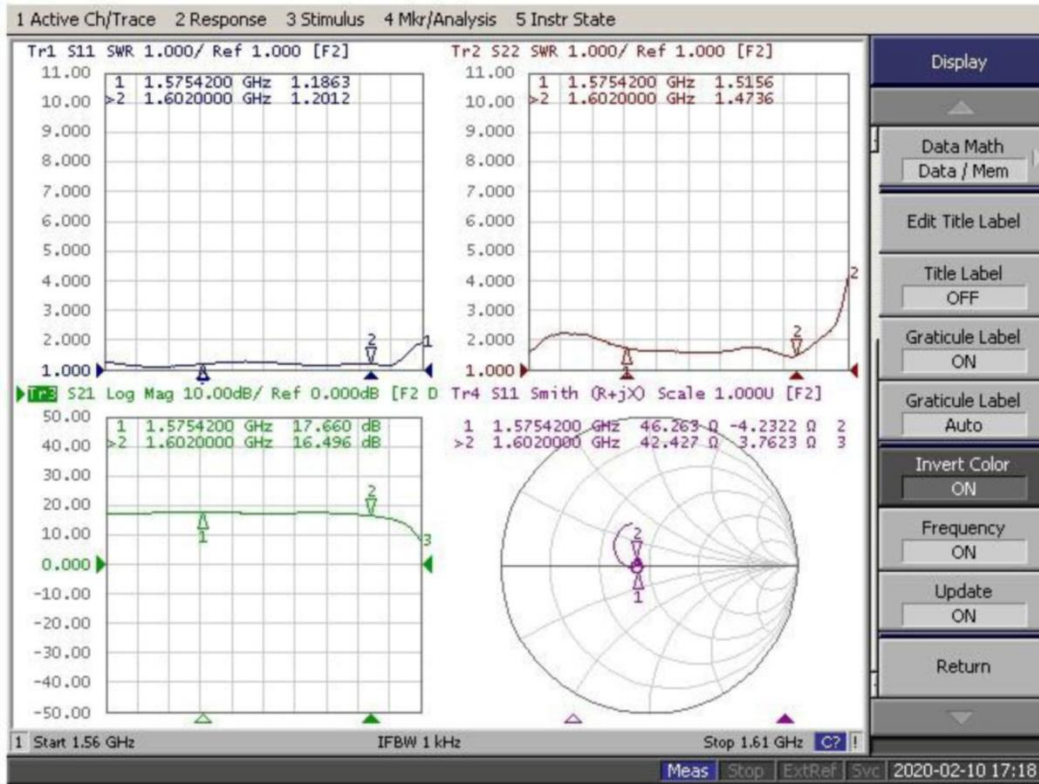 1 Active Ch/Trace 2 Response 3 Stimulus 4 Mkr/Analysis 5 Instr State
Tr1 S11 SWR 1.000/ Ref 1.000 [F2]
1 1.5754200 GHz 1.1863
>2 1.6020000 GHz 1.2012
11.00
10.00
9.000
8.000
7.000
6.000
5.000
4.000
3.000
2.000
1.000
2
1
1
Tr2 S22 SWR 1.000/ Ref 1.000 [F2]
1 1.5754200 GHz 1.5156
>2 1.6020000 GHz 1.4736
11.00
10.00
9.000
8.000
7.000
6.000
5.000
4.000
3.000
2.000
1.000
2
2
Tr3 S21 Log Mag 10.00dB/ Ref 0.000dB [F2 D
1 1.5754200 GHz 17.660 dB
>2 1.6020000 GHz 16.496 dB
50.00
40.00
30.00
20.00
10.00
0.000
-10.00
-20.00
-30.00
-40.00
-50.00
2
1
3
Tr4 S11 Smith (R+jX) Scale 1.000U [F2]
1 1.5754200 GHz 46.263 Ω -4.2322 Ω 2
>2 1.6020000 GHz 42.427 Ω 3.7623 Ω 3
2
1
1 Start 1.56 GHz IFBW 1 kHz Stop 1.61 GHz C? !
Display
Data Math
Data / Mem
Edit Title Label
Title Label
OFF
Graticule Label
ON
Graticule Label
Auto
Invert Color
ON
Frequency
ON
Update
ON
Return
Meas Stop ExtRef Svc 2020-02-10 17:18